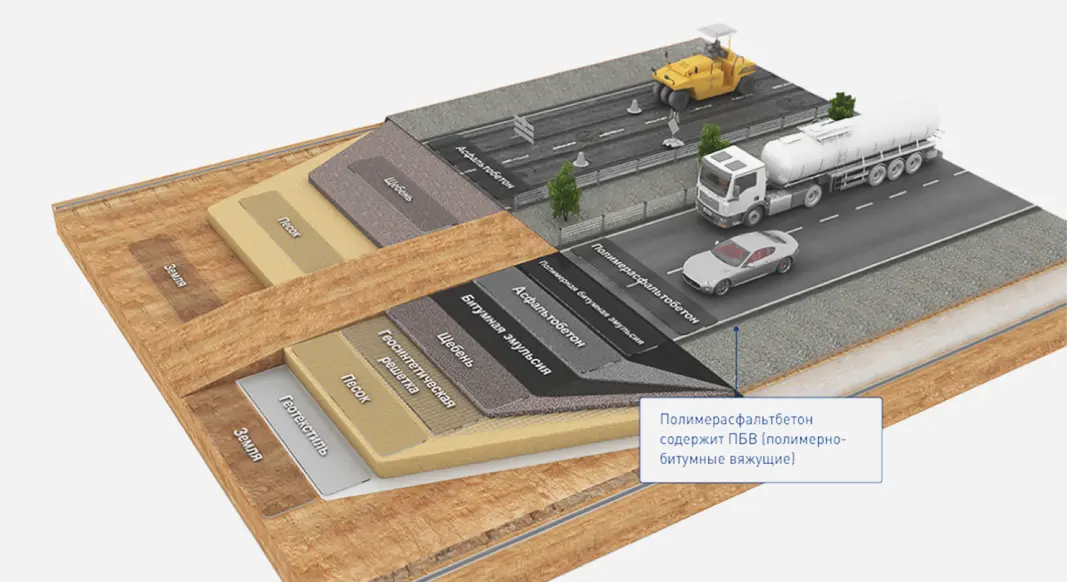 Асфальтобетон
Щебень
Песок
Земля
Полимерасфальтобетон
Полимерная битумная эмульсия
Асфальтобетон
Битумная эмульсия
Щебень
Геосинтетическая
решетка
Песок
Геотекстиль
Земля
Полимерасфальтбетон
содержит ПБВ (полимерно-
битумные вяжущие)